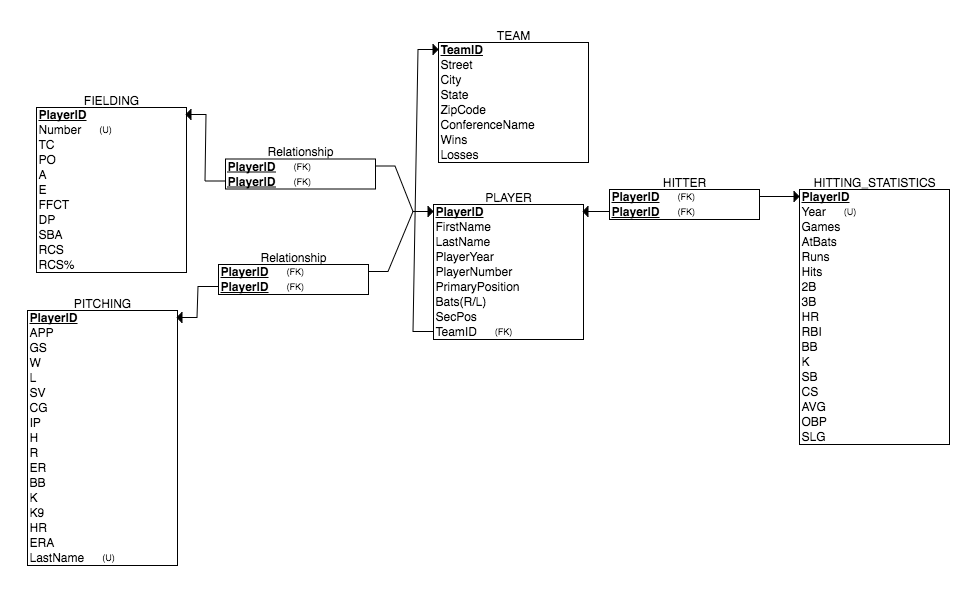 TEAM
TeamID
Street
City
State
ZipCode
ConferenceName
Wins
Losses
FIELDING
PlayerID
Number (U)
TC
PO
A
E
FFCT
DP
SBA
RCS
RCS%
Relationship
PlayerID (FK)
PlayerID (FK)
PLAYER
PlayerID
FirstName
LastName
PlayerYear
PlayerNumber
PrimaryPosition
Bats(R/L)
SecPos
TeamID (FK)
HITTER
PlayerID (FK)
PlayerID (FK)
HITTING_STATISTICS
PlayerID
Year (U)
Games
AtBats
Runs
Hits
2B
3B
HR
RBI
BB
K
SB
CS
AVG
OBP
SLG
Relationship
PlayerID (FK)
PlayerID (FK)
PITCHING
PlayerID
APP
GS
W
L
SV
CG
IP
H
R
ER
BB
K
K9
HR
ERA
LastName (U)